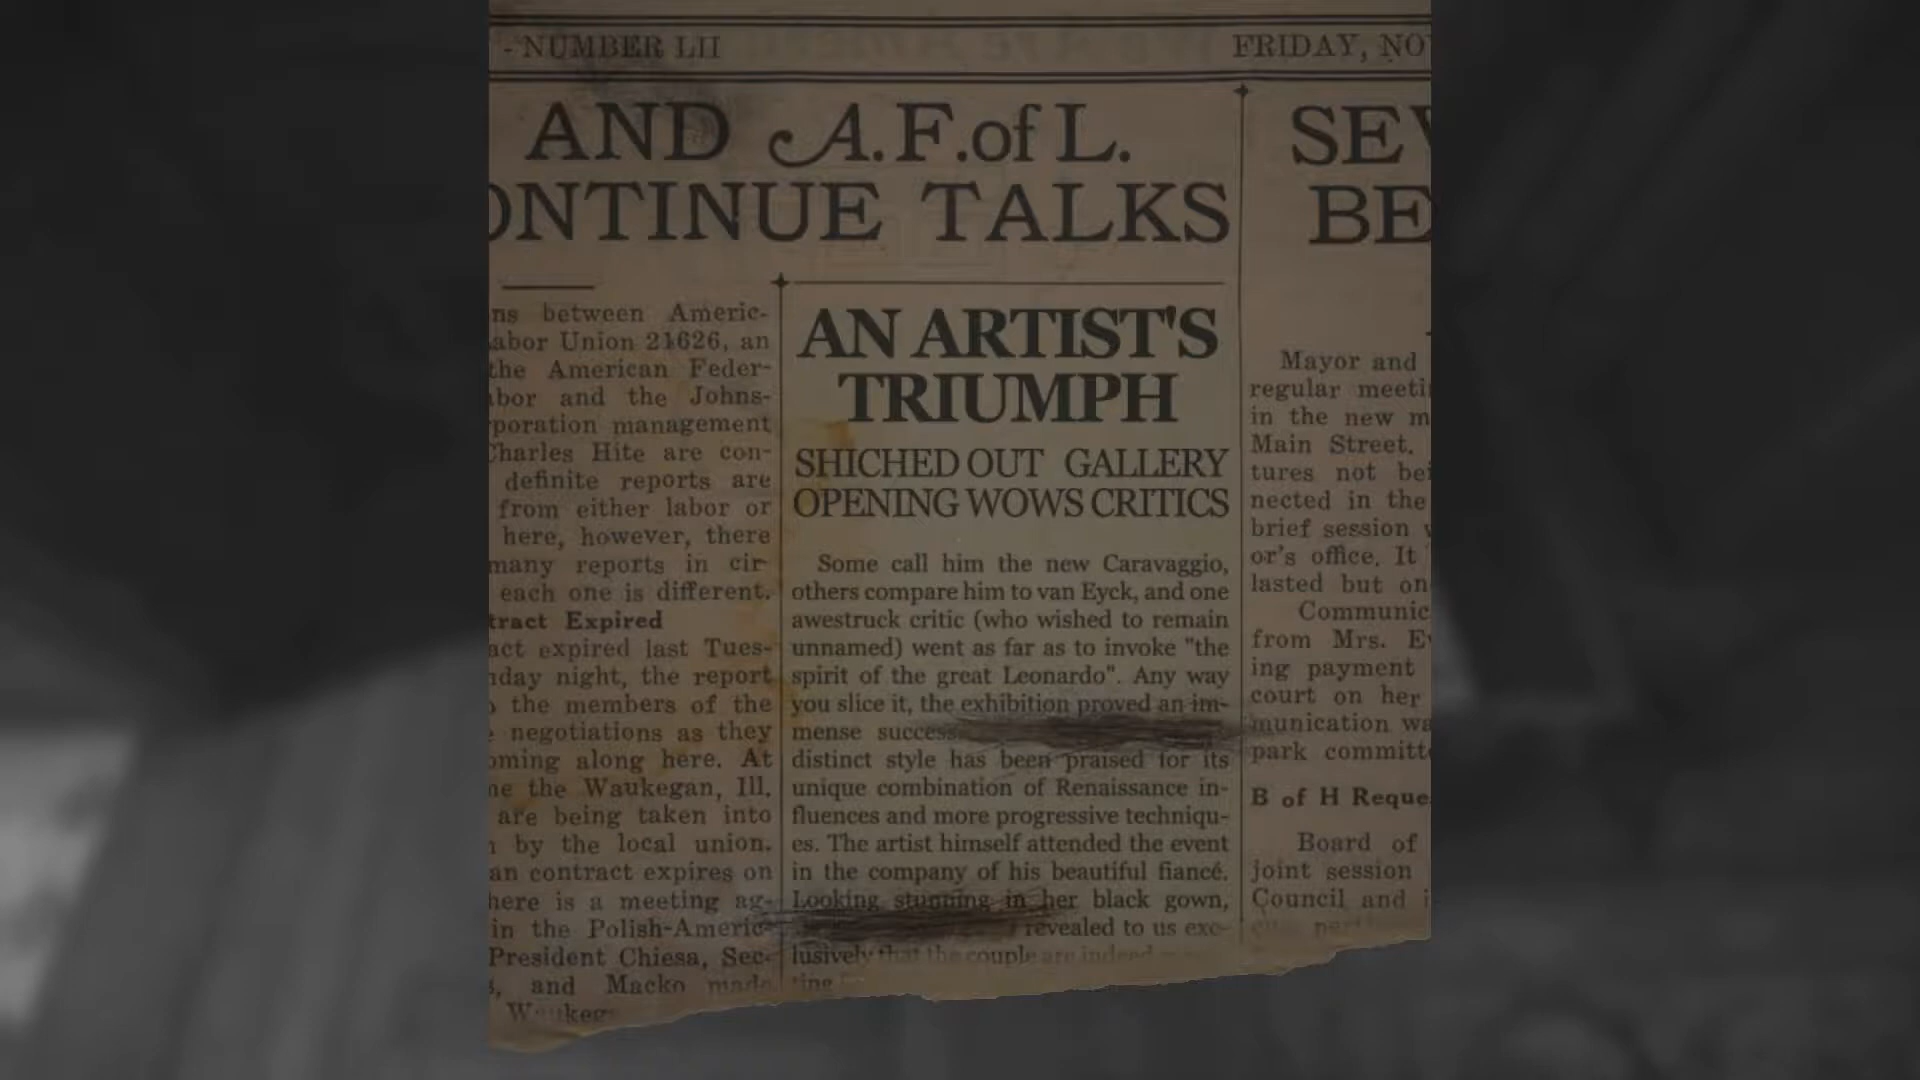 - NUMBER LII
FRIDAY, NO
AND A.F.of L.
ONTINUE TALKS
SEV
BE
ns between Americ-
abor Union 21626, an
the American Feder-
bor and the Johns-
poration management
Charles Hite are con-
definite reports are
from either labor or
here, however, there
many reports in cir-
each one is different.
tract Expired
act expired last Tues-
nday night, the report
the members of the
negotiations as they
oming along here. At
the Waukegan, Ill.
are being taken into
by the local union.
an contract expires on
here is a meeting ag-
in the Polish-Americ-
President Chiesa, Sec-
s, and Macko made
Waukeg
AN ARTIST'S
TRIUMPH
SHICHED OUT GALLERY
OPENING WOWS CRITICS
Some call him the new Caravaggio,
others compare him to van Eyck, and one
awestruck critic (who wished to remain
unnamed) went as far as to invoke "the
spirit of the great Leonardo". Any way
you slice it, the exhibition proved an im-
mense success
distinct style has been praised for its
unique combination of Renaissance in-
fluences and more progressive techniqu-
es. The artist himself attended the event
in the company of his beautiful fiancé.
Looking stunning in her black gown,
revealed to us exc-
lusively that the couple are indeed
ting
Mayor and
regular meeti
in the new m
Main Street.
tures not bei
nected in the
brief session
or's office. It
lasted but on
Communic
from Mrs. Ev
ing payment
court on her
munication wa
park committe
B of H Reque
Board of
joint session
Council and